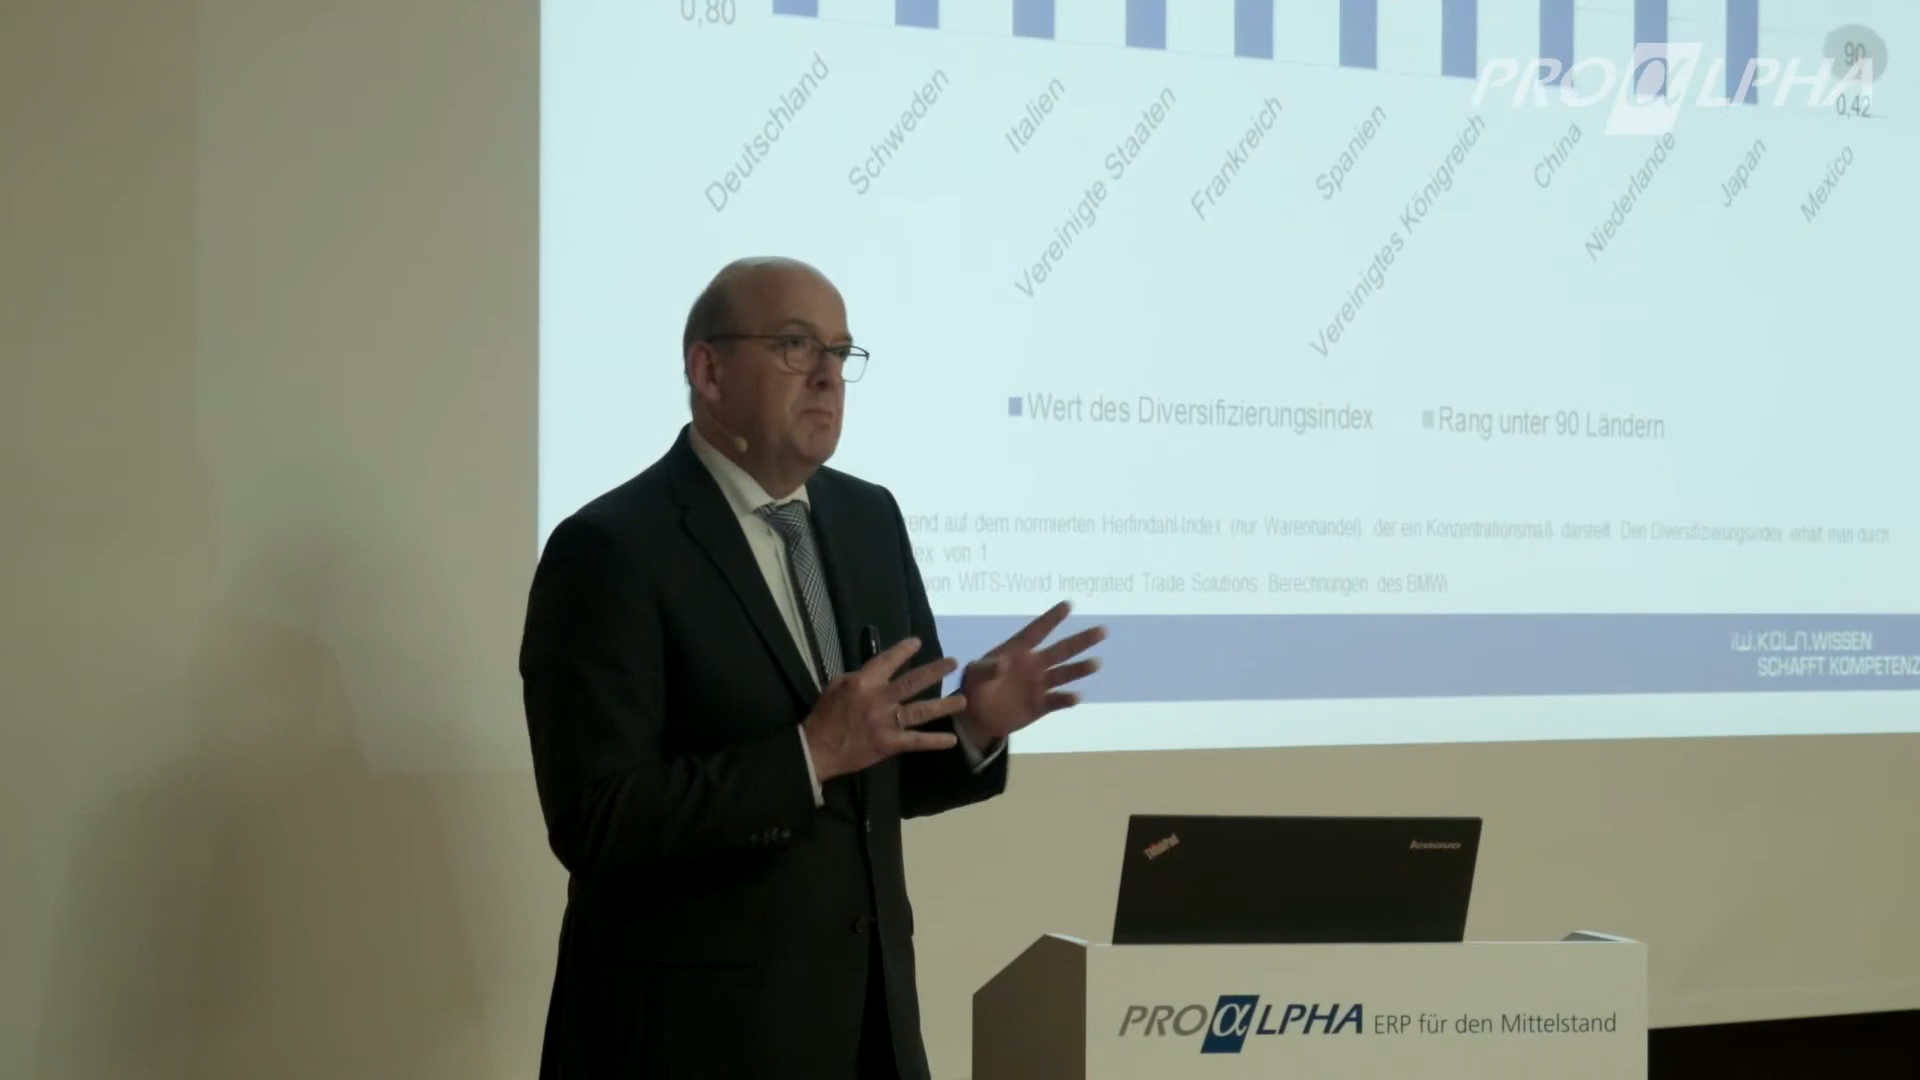 0,80
90
0,42
PROαLPHA
Deutschland
Schweden
Italien
Vereinigte Staaten
Frankreich
Spanien
Vereinigtes Königreich
China
Niederlande
Japan
Mexico
Wert des Diversifizierungsindex
Rang unter 90 Ländern
end auf dem normierten Herfindahl-Index (nur Warenhandel), der ein Konzentrationsmaß darstellt. Den Diversifizierungsindex erhält man durch
ex von 1
von WITS-World Integrated Trade Solutions. Berechnungen des BMWi
iW.KÖLN.WISSEN
SCHAFFT KOMPETENZ
ThinkPad
lenovo
PROαLPHA ERP für den Mittelstand